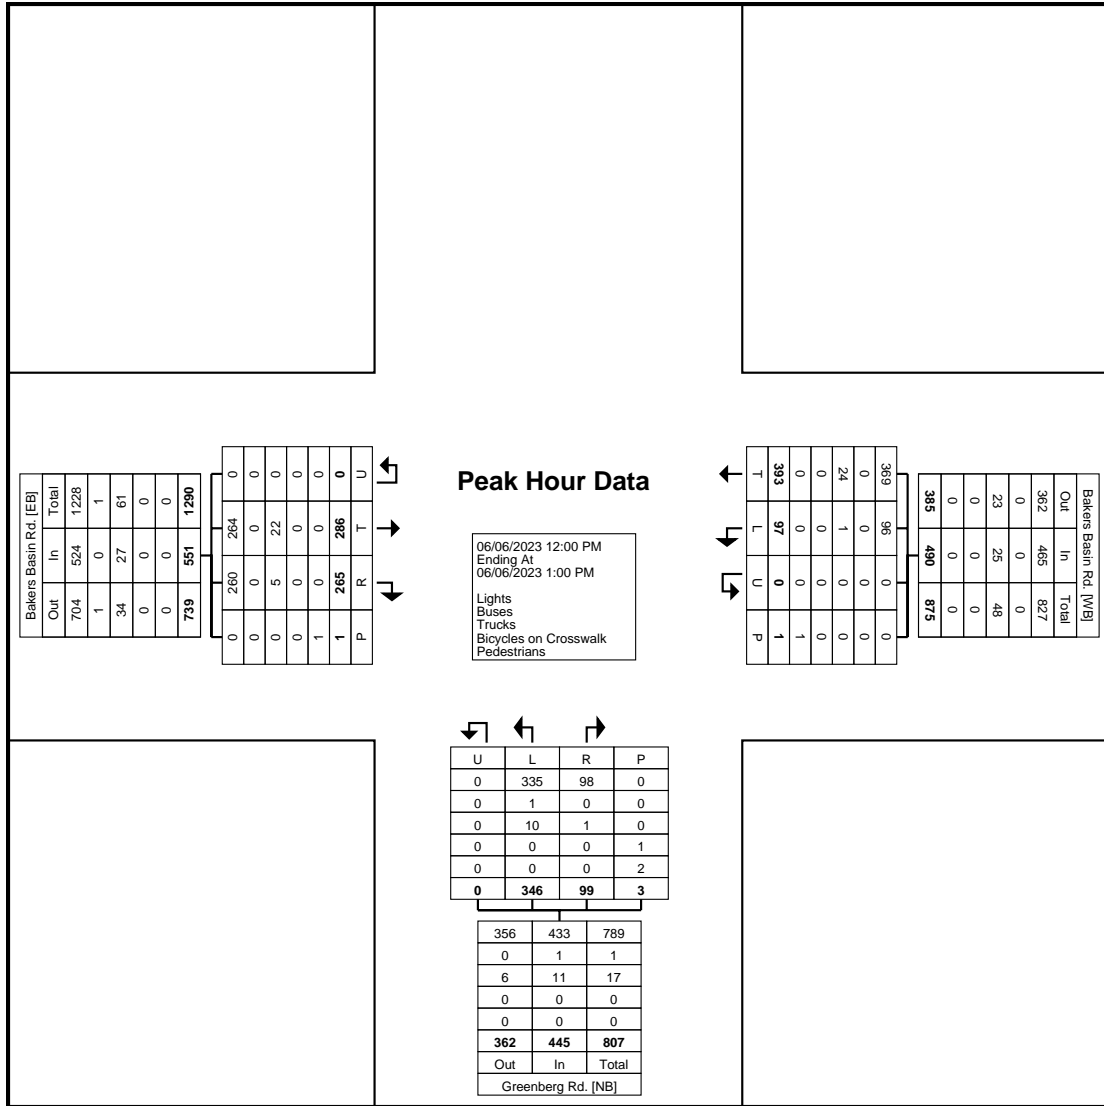 Peak Hour Data
06/06/2023 12:00 PM
Ending At
06/06/2023 1:00 PM
Lights
Buses
Trucks
Bicycles on Crosswalk
Pedestrians
Bakers Basin Rd. [EB]
Total In Out
1228 524 704
1 0 1
61 27 34
0 0 0
0 0 0
1290 551 739
0 264 260 0
0 0 0 0
0 22 5 0
0 0 0 0
0 0 0 1
0 286 265 1
U T R P
Bakers Basin Rd. [WB]
Out In Total
362 465 827
0 0 0
23 25 48
0 0 0
0 0 0
385 490 875
369 96 0 0
0 0 0 0
24 1 0 0
0 0 0 0
0 0 0 1
393 97 0 1
T L U P
U L R P
0 335 98 0
0 1 0 0
0 10 1 0
0 0 0 1
0 0 0 2
0 346 99 3
356 433 789
0 1 1
6 11 17
0 0 0
0 0 0
362 445 807
Out In Total
Greenberg Rd. [NB]